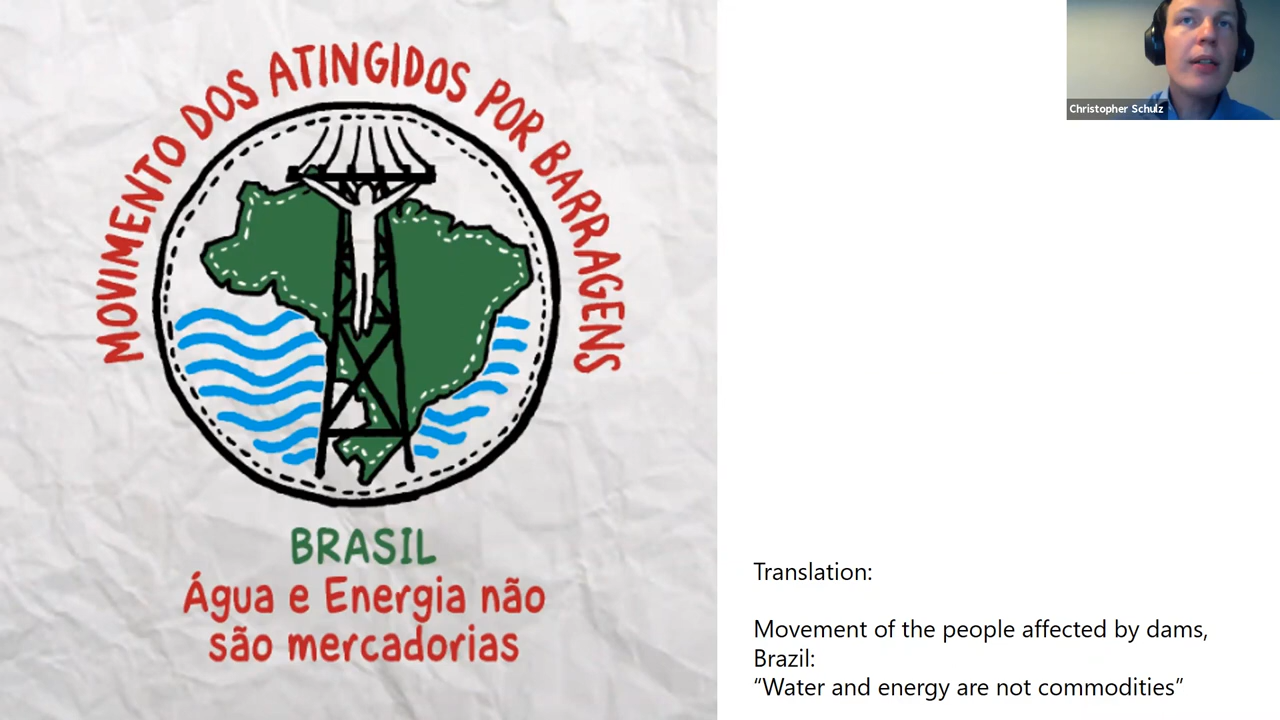 MOVIMENTO DOS ATINGIDOS POR BARRAGENS
BRASIL
Água e Energia não
são mercadorias
Christopher Schulz
Translation:
Movement of the people affected by dams,
Brazil:
“Water and energy are not commodities”